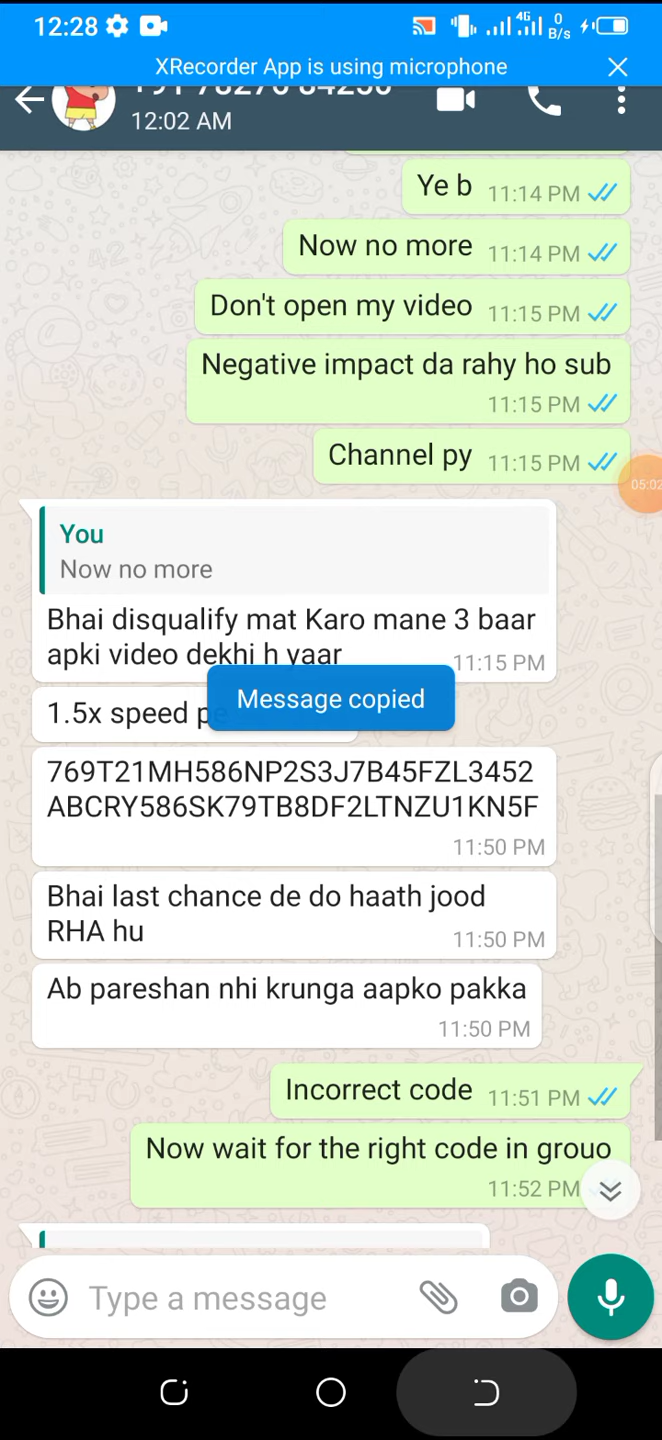 12:28 4G 0 B/s
XRecorder App is using microphone
12:02 AM
Ye b 11:14 PM
Now no more 11:14 PM
Don't open my video 11:15 PM
Negative impact da rahy ho sub
11:15 PM
Channel py 11:15 PM
05:02
You
Now no more
Bhai disqualify mat Karo mane 3 baar
apki video dekhi h yaar 11:15 PM
Message copied
1.5x speed
769T21MH586NP2S3J7B45FZL3452
ABCRY586SK79TB8DF2LTNZU1KN5F
11:50 PM
Bhai last chance de do haath jood
RHA hu 11:50 PM
Ab pareshan nhi krunga aapko pakka
11:50 PM
Incorrect code 11:51 PM
Now wait for the right code in grouo
11:52 PM
Type a message